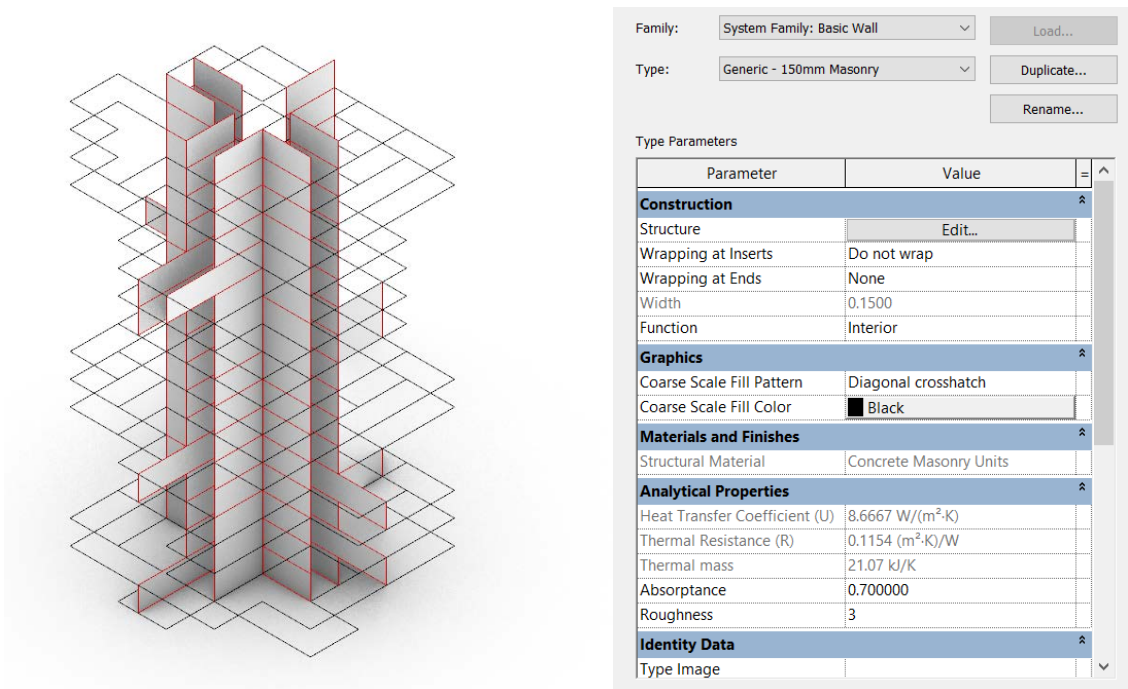 Family: System Family: Basic Wall Load...
Type: Generic - 150mm Masonry Duplicate...
Rename...
Type Parameters
Parameter Value =
Construction
Structure Edit...
Wrapping at Inserts Do not wrap
Wrapping at Ends None
Width 0.1500
Function Interior
Graphics
Coarse Scale Fill Pattern Diagonal crosshatch
Coarse Scale Fill Color Black
Materials and Finishes
Structural Material Concrete Masonry Units
Analytical Properties
Heat Transfer Coefficient (U) 8.6667 W/(m²·K)
Thermal Resistance (R) 0.1154 (m²·K)/W
Thermal mass 21.07 kJ/K
Absorptance 0.700000
Roughness 3
Identity Data
Type Image